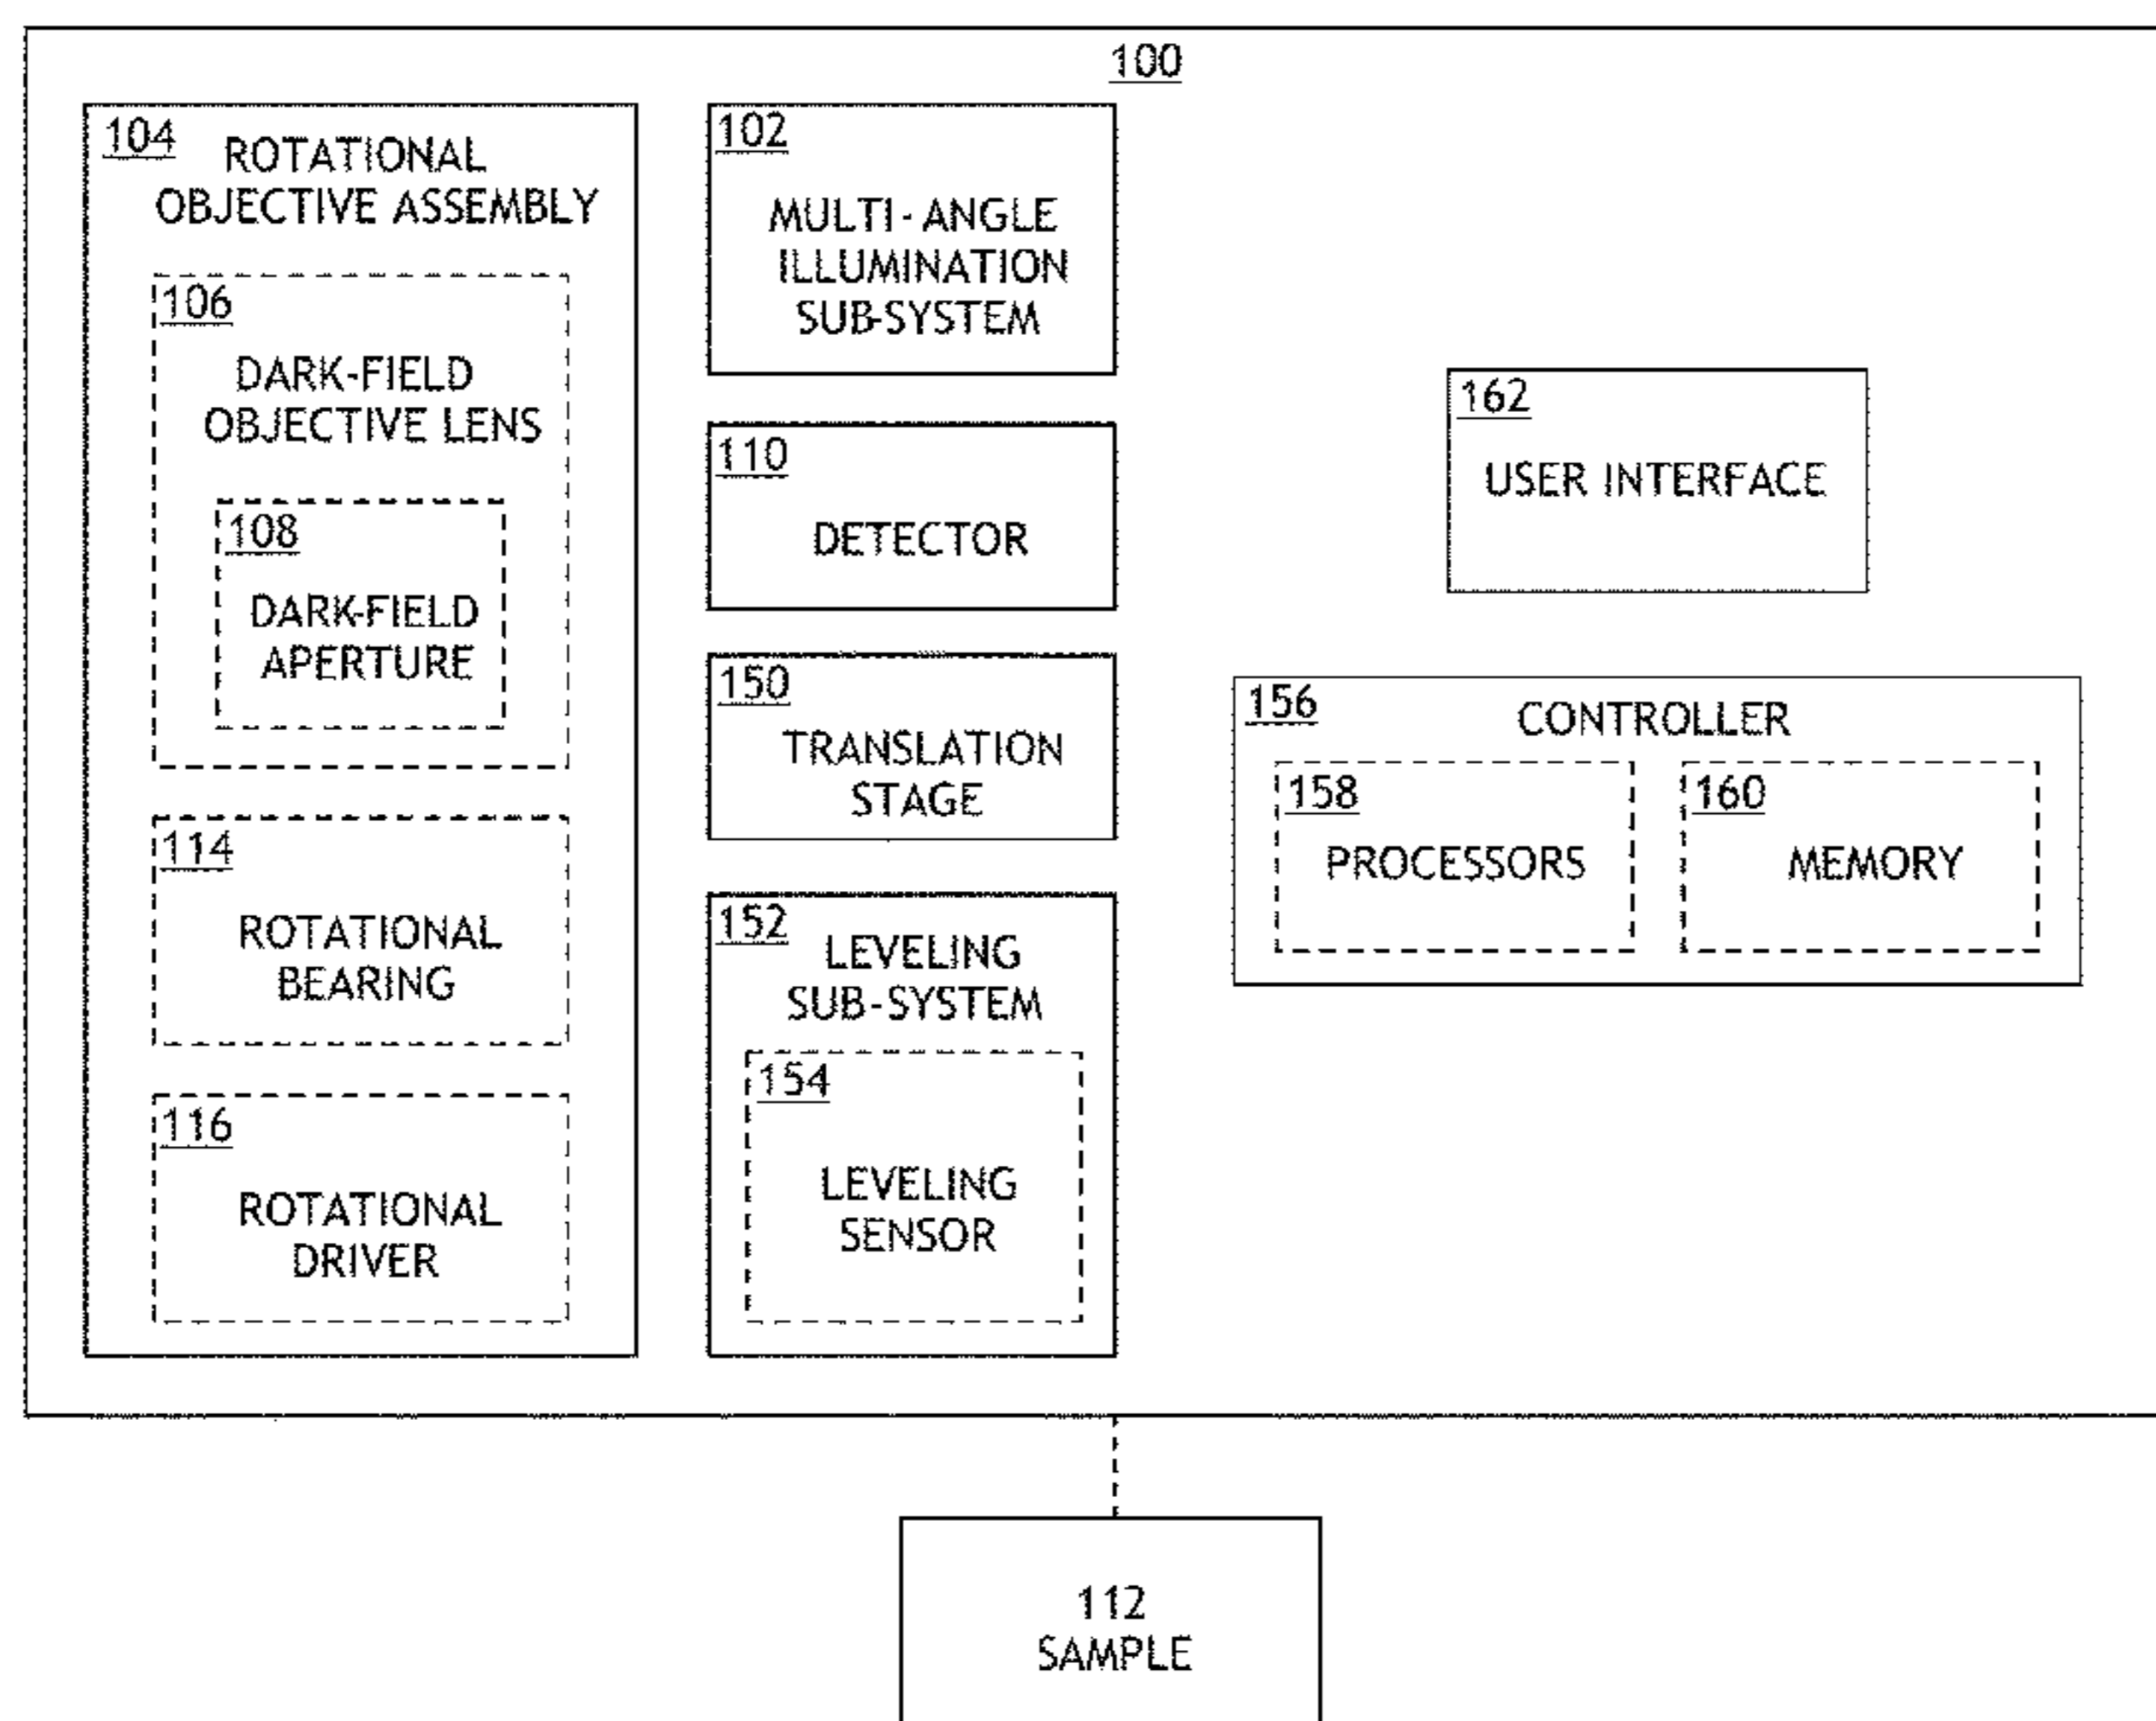 100
104
ROTATIONAL
OBJECTIVE ASSEMBLY
106
DARK-FIELD
OBJECTIVE LENS
108
DARK-FIELD
APERTURE
114
ROTATIONAL
BEARING
116
ROTATIONAL
DRIVER
102
MULTI-ANGLE
ILLUMINATION
SUB-SYSTEM
110
DETECTOR
150
TRANSLATION
STAGE
152
LEVELING
SUB-SYSTEM
154
LEVELING
SENSOR
162
USER INTERFACE
156
CONTROLLER
158
PROCESSORS
160
MEMORY
112
SAMPLE